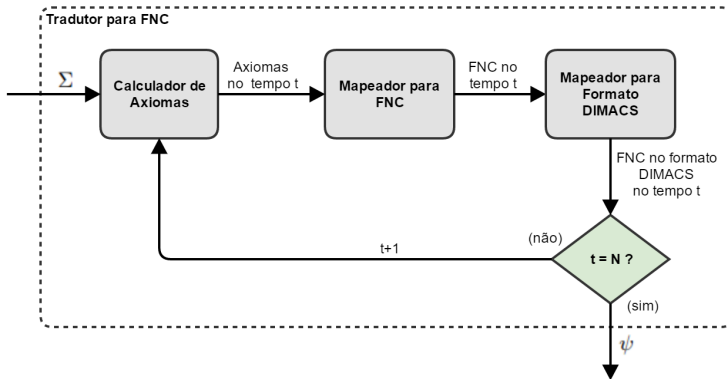 Tradutor para FNC
Σ
Calculador de
Axiomas
Axiomas
no tempo t
Mapeador para
FNC
FNC no
tempo t
Mapeador para
Formato
DIMACS
FNC no formato
DIMACS
no tempo t
t = N ?
(não)
t+1
(sim)
ψ